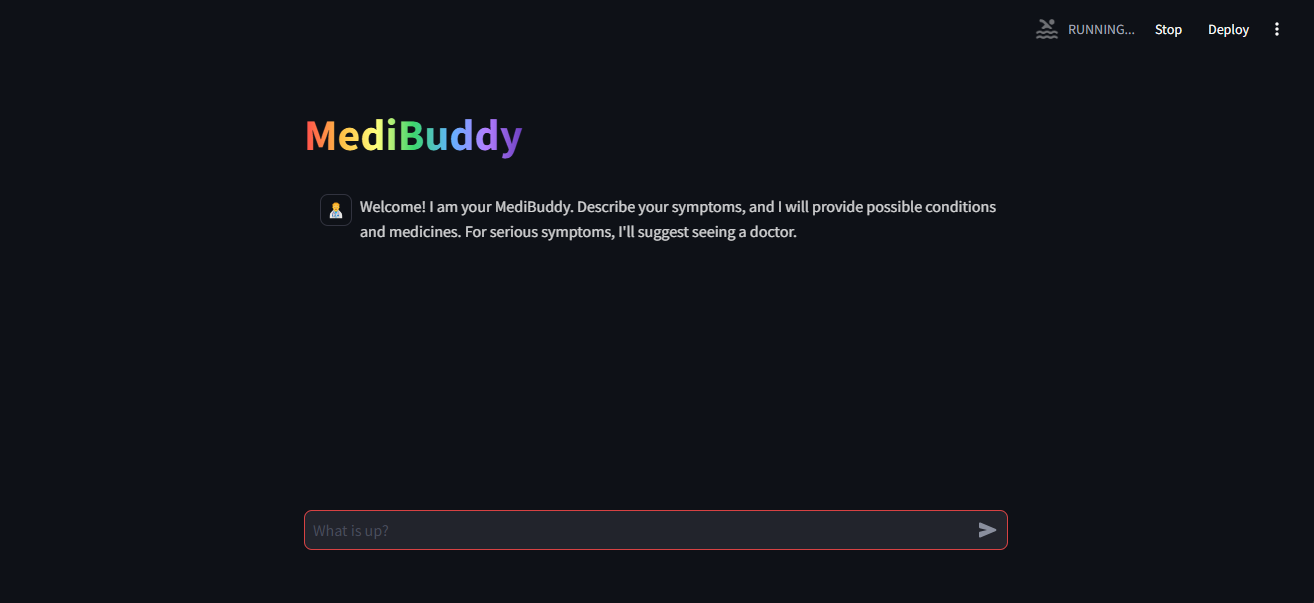 RUNNING...
Stop
Deploy
MediBuddy
Welcome! I am your MediBuddy. Describe your symptoms, and I will provide possible conditions
and medicines. For serious symptoms, I'll suggest seeing a doctor.
What is up?